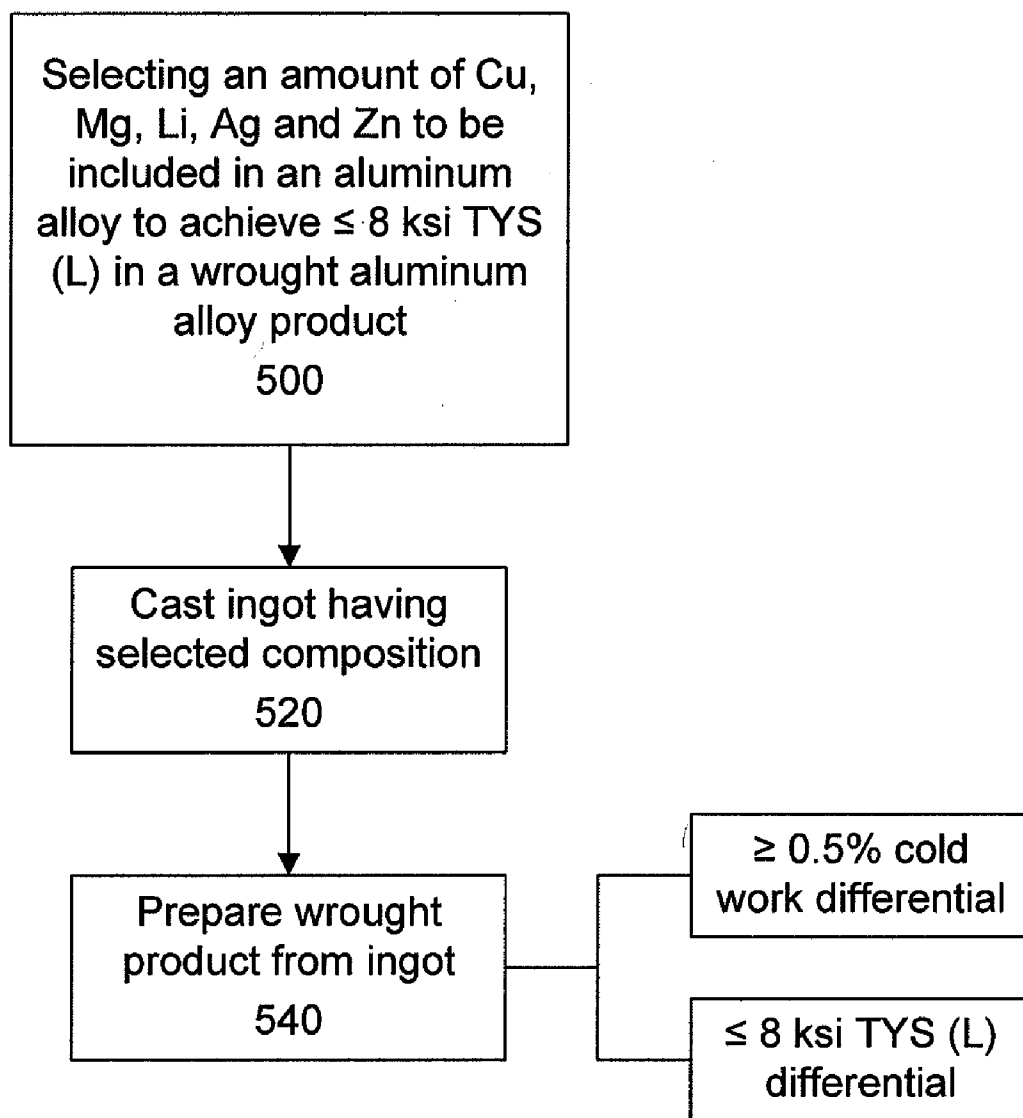 Selecting an amount of Cu,
Mg, Li, Ag and Zn to be
included in an aluminum
alloy to achieve ≤ 8 ksi TYS
(L) in a wrought aluminum
alloy product
500
Cast ingot having
selected composition
520
Prepare wrought
product from ingot
540
≥ 0.5% cold
work differential
≤ 8 ksi TYS (L)
differential